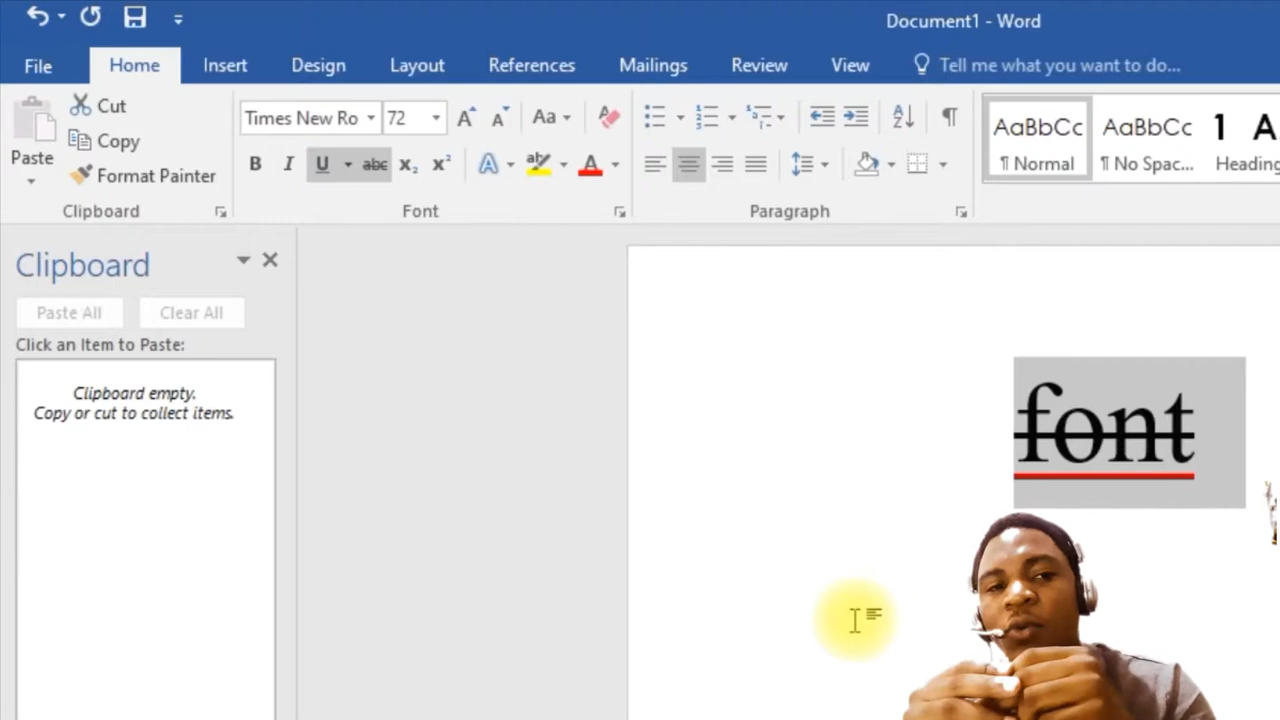 Document1 - Word
File Home Insert Design Layout References Mailings Review View Tell me what you want to do...
Paste
Cut
Copy
Format Painter
Clipboard
Times New Ro 72 Aa
B I U abc x₂ x² A ab A
Font
A Z ¶
Paragraph
AaBbCc AaBbCc 1 A
¶ Normal ¶ No Spac... Heading
Clipboard
Paste All Clear All
Click an Item to Paste:
Clipboard empty.
Copy or cut to collect items.
font